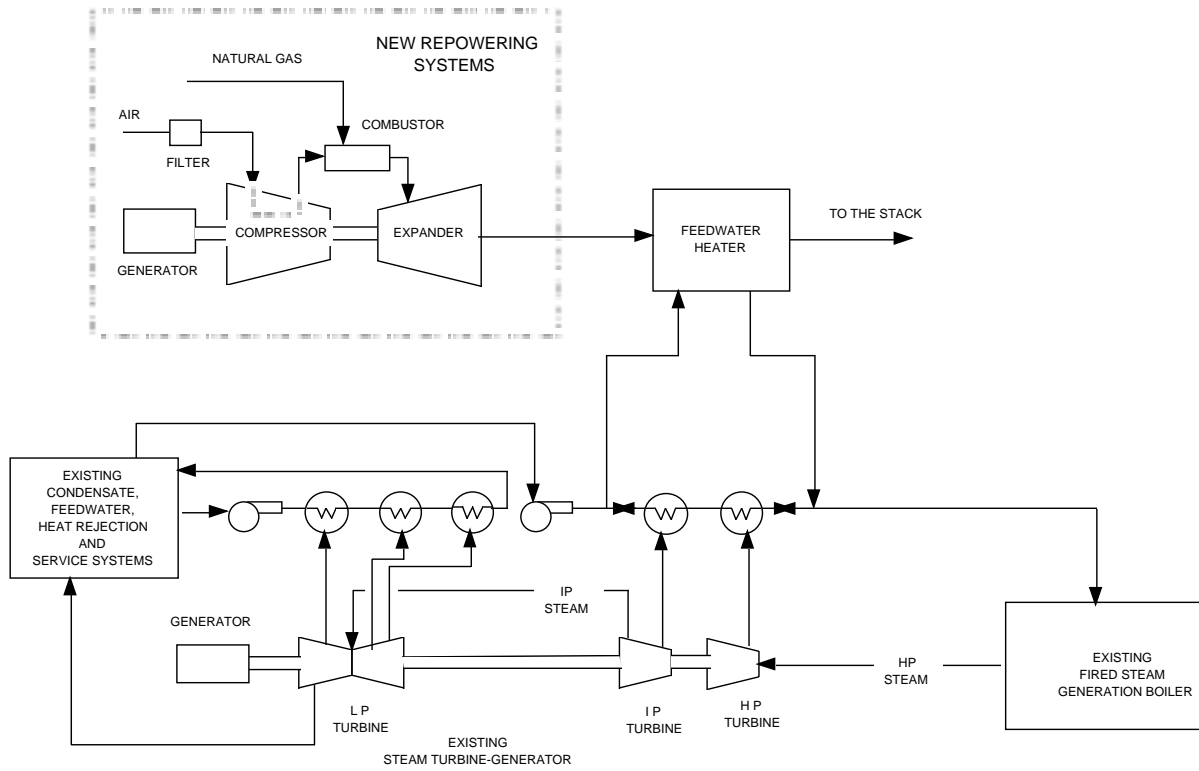 NEW REPOWERING
SYSTEMS
NATURAL GAS
AIR
COMBUSTOR
FILTER
COMPRESSOR
EXPANDER
GENERATOR
FEEDWATER
HEATER
TO THE STACK
EXISTING
CONDENSATE,
FEEDWATER,
HEAT REJECTION
AND
SERVICE SYSTEMS
IP
STEAM
GENERATOR
HP
STEAM
EXISTING
FIRED STEAM
GENERATION BOILER
L P
TURBINE
I P
TURBINE
H P
TURBINE
EXISTING
STEAM TURBINE-GENERATOR